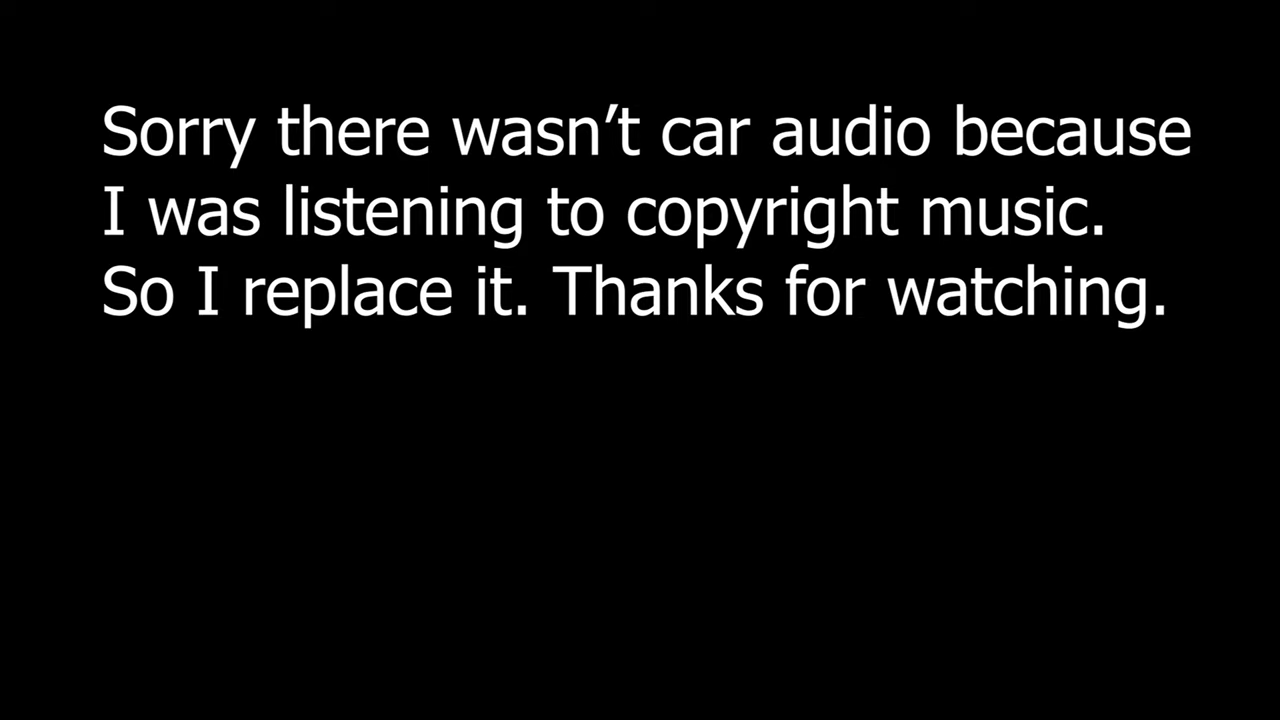 Sorry there wasn’t car audio because
I was listening to copyright music.
So I replace it. Thanks for watching.